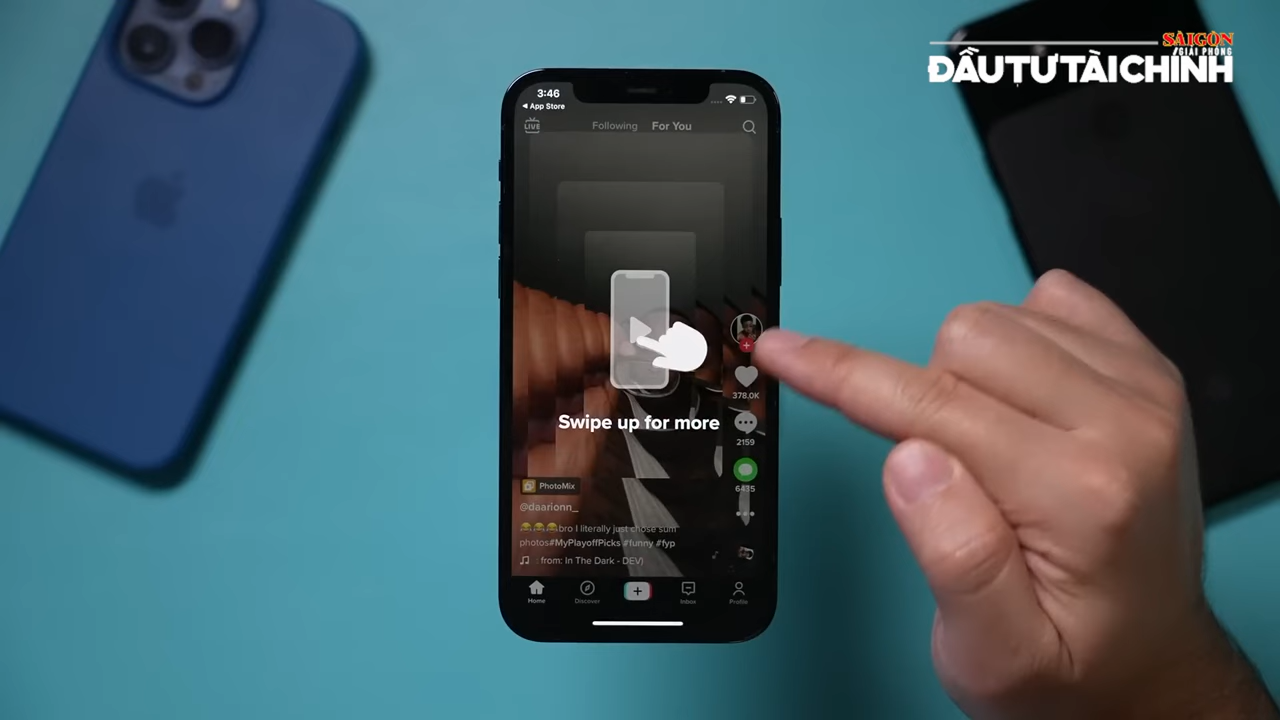 SÀI GÒN
GIẢI PHÓNG
ĐẦU TƯ TÀI CHÍNH
3:46
◀ App Store
LIVE
Following For You
Swipe up for more
378.0K
2159
6435
PhotoMix
@daarionn_
😂😂😂bro I literally just chose sum
photos#MyPlayoffPicks #funny #fyp
: from: In The Dark - DEV)
Home Discover Inbox Profile